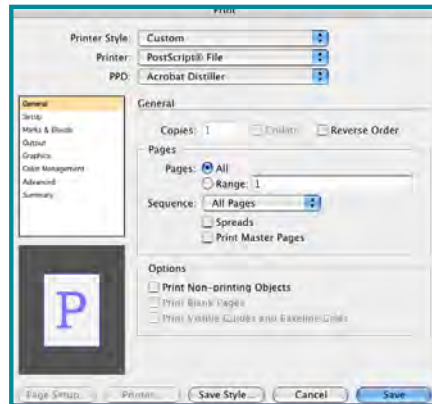 Print
Printer Style: Custom
Printer: PostScript® File
PPD: Acrobat Distiller
General
Setup
Marks & Bleeds
Output
Graphics
Color Management
Advanced
Summary
General
Copies: 1 Collate Reverse Order
Pages
Pages: All
Range: 1
Sequence: All Pages
Spreads
Print Master Pages
Options
Print Non-printing Objects
Print Blank Pages
Print Visible Guides and Baseline Grids
P
Page Setup... Printer... Save Style... Cancel Save